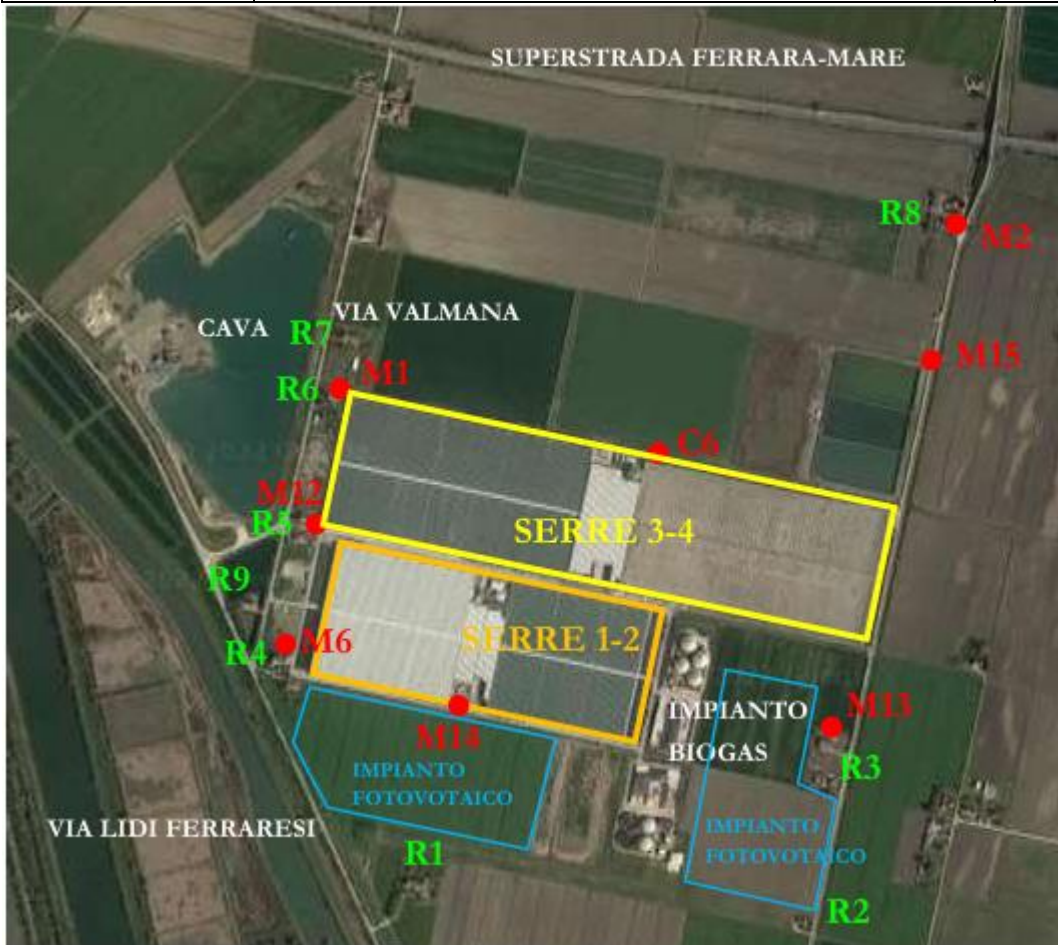 SUPERSTRADA FERRARA-MARE
R8
M2
VIA VALMANA
CAVA
R7
M15
R6
M1
C6
M12
R5
SERRE 3-4
R9
SERRE 1-2
R4
M6
IMPIANTO
BIOGAS
M13
M14
R3
IMPIANTO
FOTOVOTAICO
VIA LIDI FERRARESI
IMPIANTO
FOTOVOTAICO
R1
R2